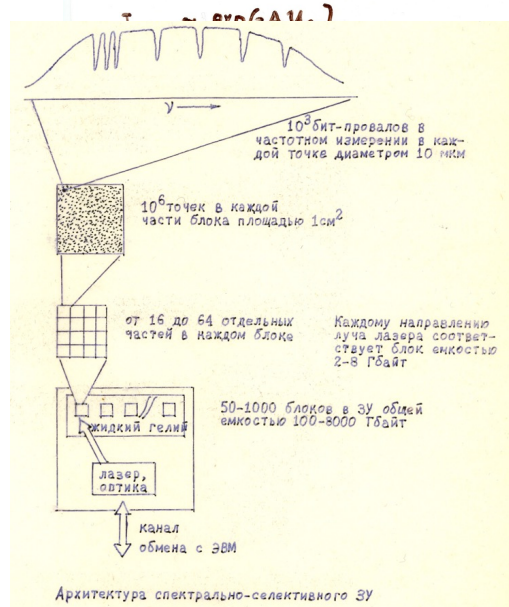 ν
10³бит-провалов в
частотном измерении в каж-
дой точке диаметром 10 мкм
10⁶точек в каждой
части блока площадью 1см²
от 16 до 64 отдельных
частей в каждом блоке
Каждому направлению
луча лазера соответ-
ствует блок емкостью
2-8 Гбайт
50-1000 блоков в ЗУ общей
емкостью 100-8000 Гбайт
жидкий гелий
лазер,
оптика
канал
обмена с ЭВМ
Архитектура спектрально-селективного ЗУ